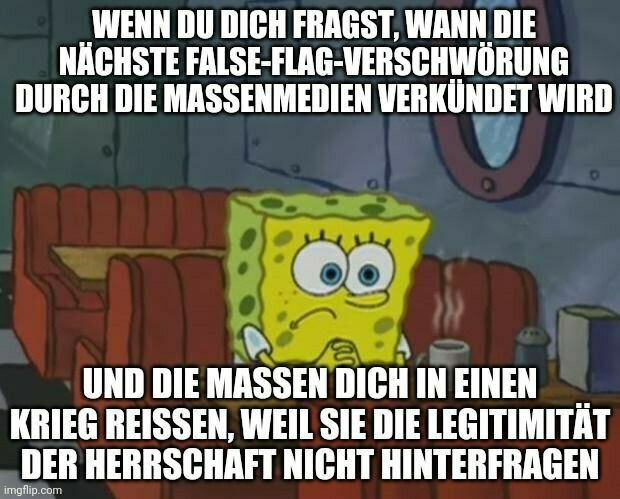 WENN DU DICH FRAGST, WANN DIE
NÄCHSTE FALSE-FLAG-VERSCHWÖRUNG
DURCH DIE MASSENMEDIEN VERKÜNDET WIRD
UND DIE MASSEN DICH IN EINEN
KRIEG REISSEN, WEIL SIE DIE LEGITIMITÄT
DER HERRSCHAFT NICHT HINTERFRAGEN
imgflip.com